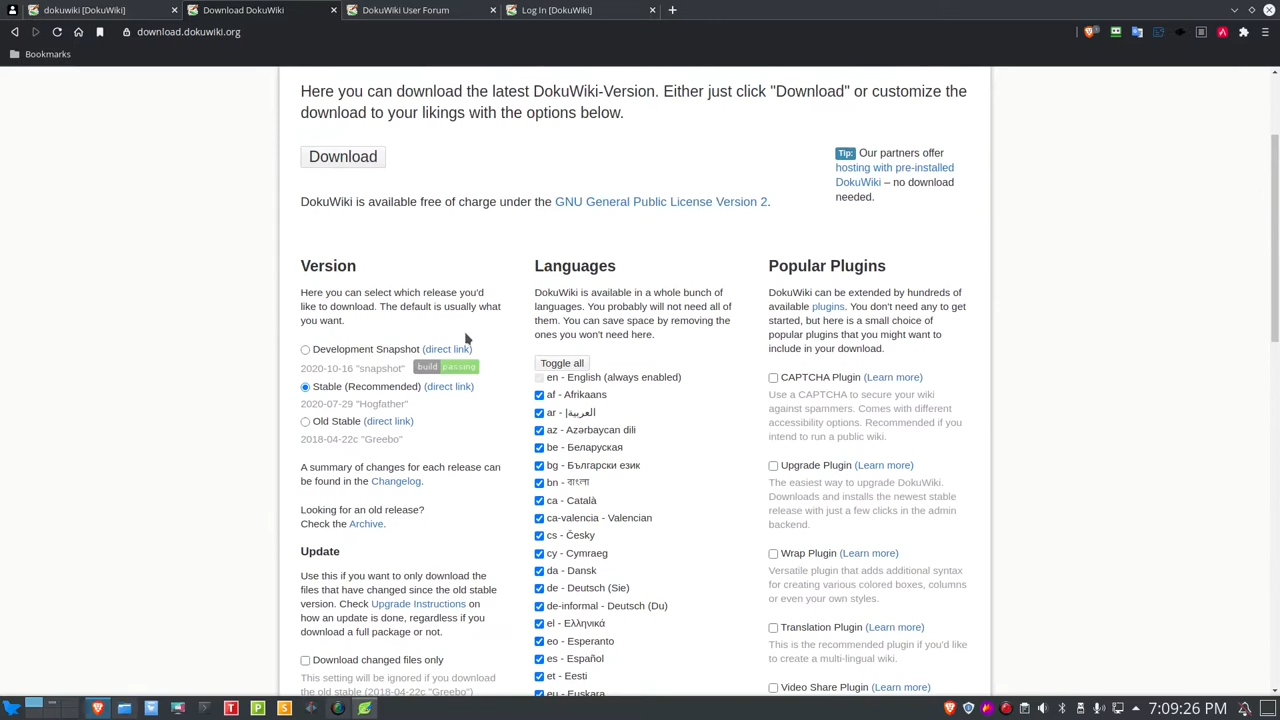 dokuwiki [DokuWiki]
Download DokuWiki
DokuWiki User Forum
Log In [DokuWiki]
download.dokuwiki.org
Bookmarks
Here you can download the latest DokuWiki-Version. Either just click "Download" or customize the
download to your likings with the options below.
Download
Tip: Our partners offer
hosting with pre-installed
DokuWiki – no download
needed.
DokuWiki is available free of charge under the GNU General Public License Version 2.
Version
Here you can select which release you'd
like to download. The default is usually what
you want.
Development Snapshot (direct link)
2020-10-16 "snapshot" build passing
Stable (Recommended) (direct link)
2020-07-29 "Hogfather"
Old Stable (direct link)
2018-04-22c "Greebo"
A summary of changes for each release can
be found in the Changelog.
Looking for an old release?
Check the Archive.
Update
Use this if you want to only download the
files that have changed since the old stable
version. Check Upgrade Instructions on
how an update is done, regardless if you
download a full package or not.
Download changed files only
This setting will be ignored if you download
the old stable (2018-04-22c "Greebo")
Languages
DokuWiki is available in a whole bunch of
languages. You probably will not need all of
them. You can save space by removing the
ones you won't need here.
Toggle all
en - English (always enabled)
af - Afrikaans
ar - العربية|
az - Azərbaycan dili
be - Беларуская
bg - Български език
bn - বাংলা
ca - Català
ca-valencia - Valencian
cs - Česky
cy - Cymraeg
da - Dansk
de - Deutsch (Sie)
de-informal - Deutsch (Du)
el - Ελληνικά
eo - Esperanto
es - Español
et - Eesti
eu - Euskara
Popular Plugins
DokuWiki can be extended by hundreds of
available plugins. You don't need any to get
started, but here is a small choice of
popular plugins that you might want to
include in your download.
CAPTCHA Plugin (Learn more)
Use a CAPTCHA to secure your wiki
against spammers. Comes with different
accessibility options. Recommended if you
intend to run a public wiki.
Upgrade Plugin (Learn more)
The easiest way to upgrade DokuWiki.
Downloads and installs the newest stable
release with just a few clicks in the admin
backend.
Wrap Plugin (Learn more)
Versatile plugin that adds additional syntax
for creating various colored boxes, columns
or even your own styles.
Translation Plugin (Learn more)
This is the recommended plugin if you'd like
to create a multi-lingual wiki.
Video Share Plugin (Learn more)
7:09:26 PM